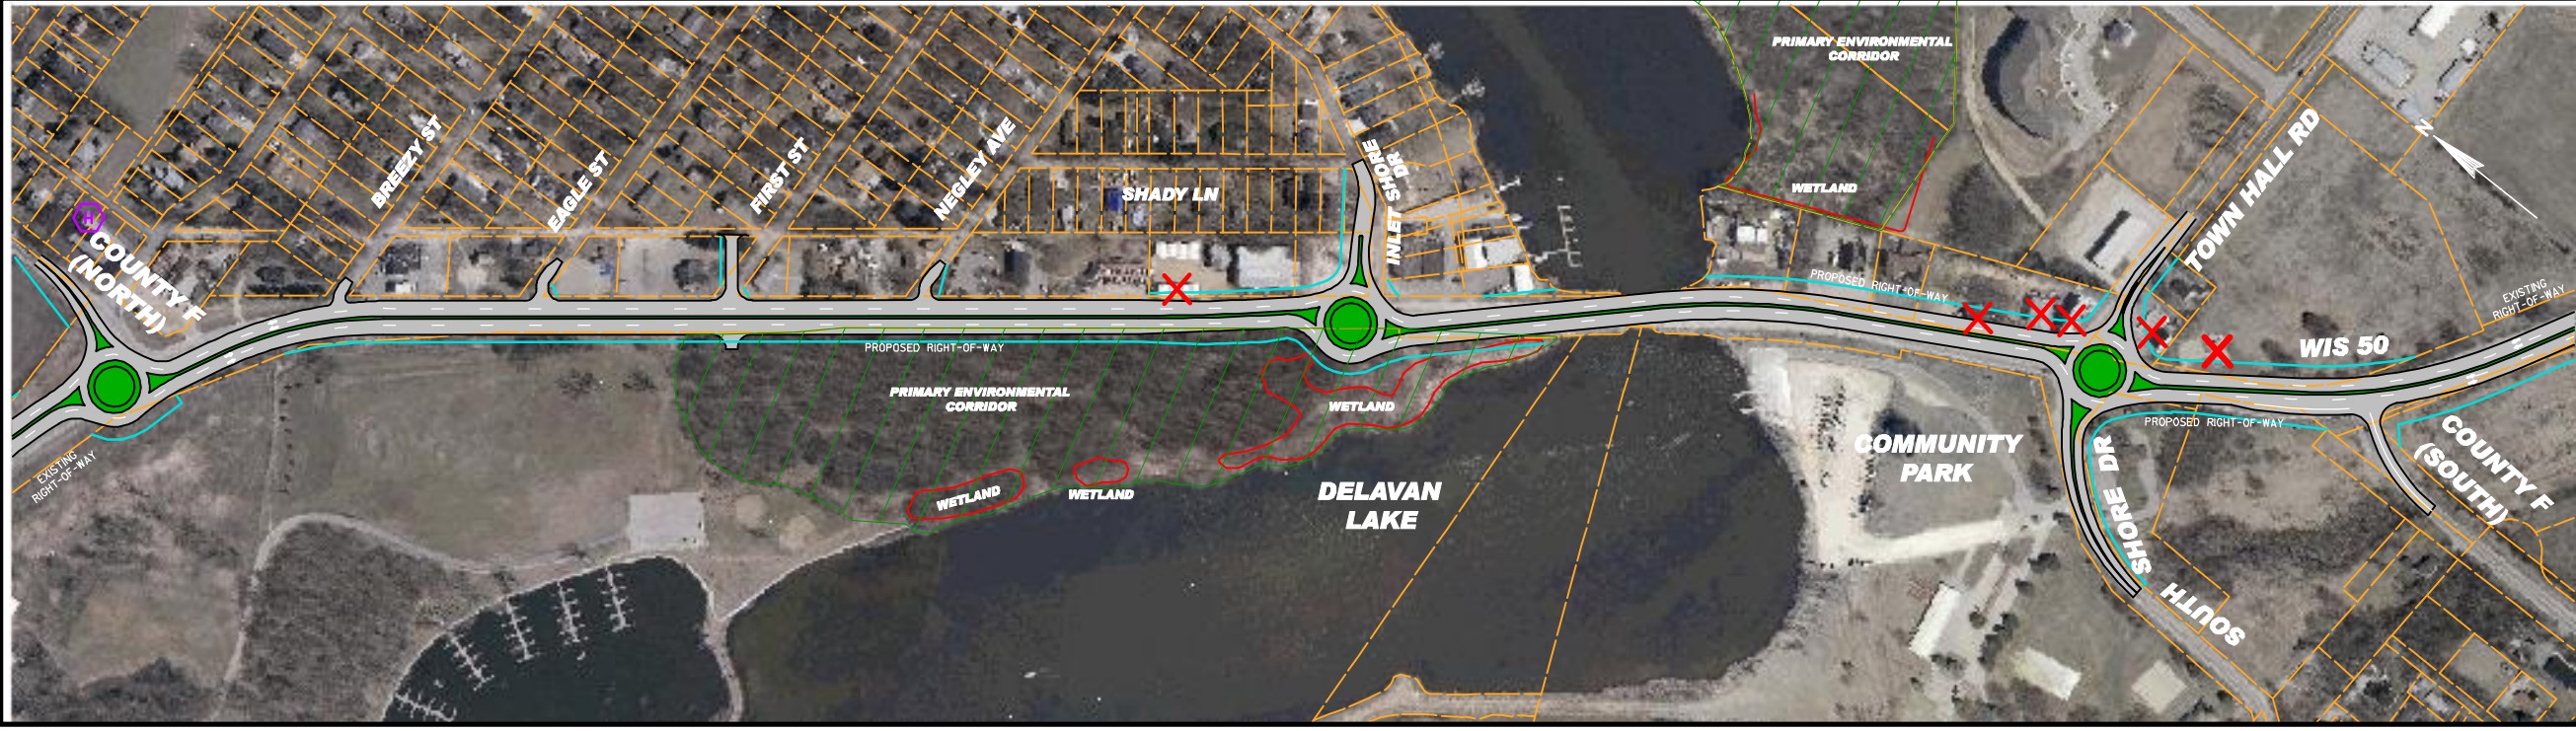 PRIMARY ENVIRONMENTAL
CORRIDOR
WETLAND
N
TOWN HALL RD
BREEZY ST
EAGLE ST
FIRST ST
NEGLEY AVE
SHADY LN
INLET SHORE
DR
H
COUNTY F
(NORTH)
PROPOSED RIGHT-OF-WAY
EXISTING
RIGHT-OF-WAY
WIS 50
PROPOSED RIGHT-OF-WAY
PRIMARY ENVIRONMENTAL
CORRIDOR
WETLAND
WETLAND
WETLAND
EXISTING
RIGHT-OF-WAY
DELAVAN
LAKE
COMMUNITY
PARK
PROPOSED RIGHT-OF-WAY
COUNTY F
(SOUTH)
SOUTH SHORE DR